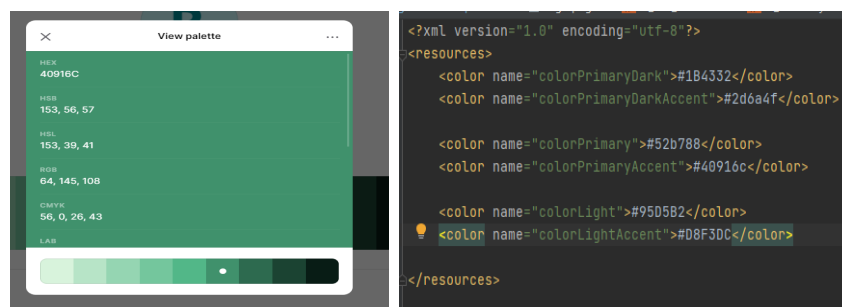 View palette
HEX
40916C
HSB
153, 56, 57
HSL
153, 39, 41
RGB
64, 145, 108
CMYK
56, 0, 26, 43
LAB
<?xml version="1.0" encoding="utf-8"?>
<resources>
<color name="colorPrimaryDark">#1B4332</color>
<color name="colorPrimaryDarkAccent">#2d6a4f</color>
<color name="colorPrimary">#52b788</color>
<color name="colorPrimaryAccent">#40916c</color>
<color name="colorLight">#95D5B2</color>
<color name="colorLightAccent">#D8F3DC</color>
</resources>